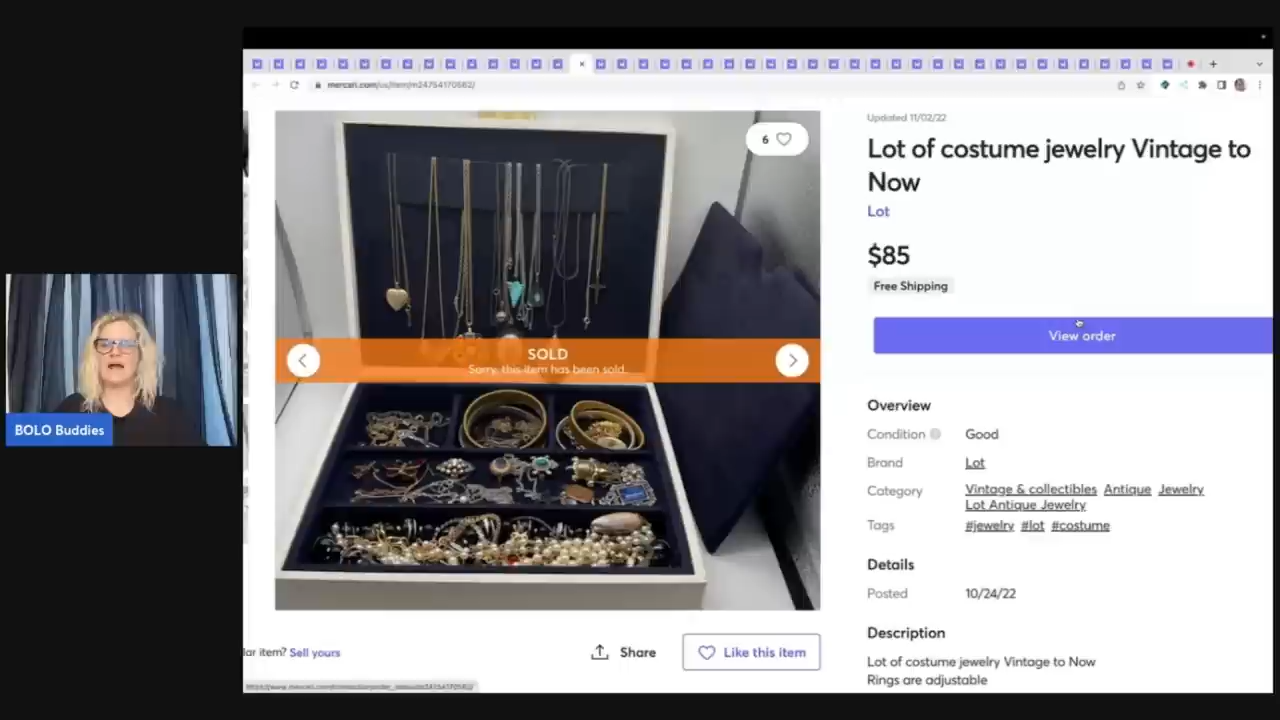 mercari.com/us/item/m24754170562/
6
Updated 11/02/22
Lot of costume jewelry Vintage to
Now
Lot
$85
Free Shipping
SOLD
Sorry, this item has been sold.
View order
BOLO Buddies
Overview
Condition Good
Brand Lot
Category Vintage & collectibles Antique Jewelry
Lot Antique Jewelry
Tags #jewelry #lot #costume
Details
Posted 10/24/22
Description
Lot of costume jewelry Vintage to Now
Rings are adjustable
lar item? Sell yours
Share
Like this item